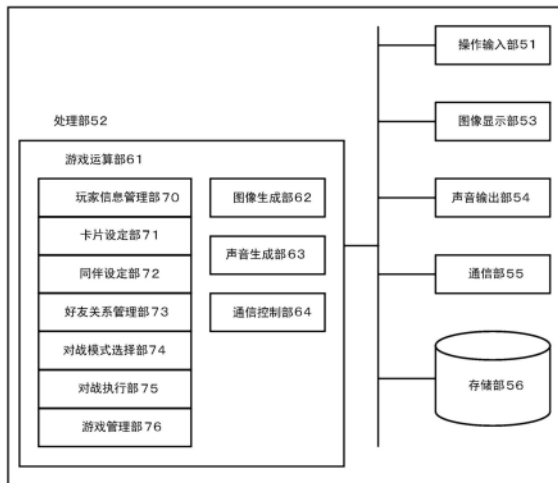 处理部52
游戏运算部61
玩家信息管理部70
卡片设定部71
同伴设定部72
好友关系管理部73
对战模式选择部74
对战执行部75
游戏管理部76
图像生成部62
声音生成部63
通信控制部64
操作输入部51
图像显示部53
声音输出部54
通信部55
存储部56